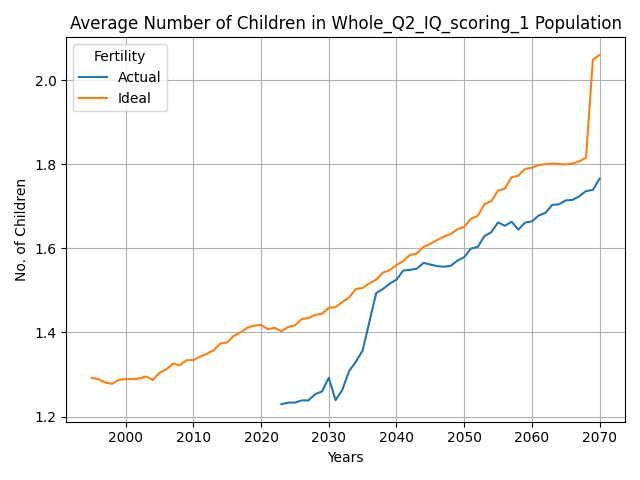 Average Number of Children in Whole_Q2_IQ_scoring_1 Population
Fertility
Actual
Ideal
No. of Children
2.0
1.8
1.6
1.4
1.2
2000 2010 2020 2030 2040 2050 2060 2070
Years